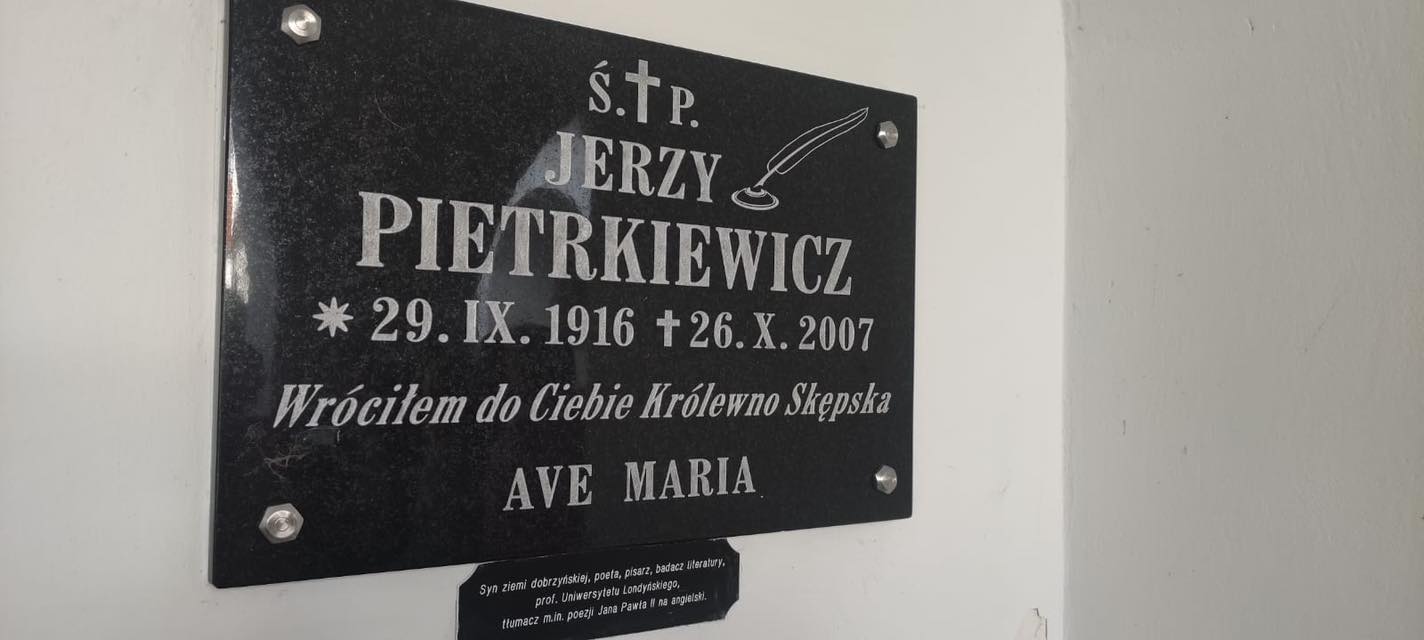 Ś. P.
JERZY
PIETRKIEWICZ
29. IX. 1916 26. X. 2007
Wróciłem do Ciebie Królewno Skępska
AVE MARIA
Syn ziemi dobrzyńskiej, poeta, pisarz, badacz literatury,
prof. Uniwersytetu Londyńskiego,
tłumacz m.in. poezji Jana Pawła II na angielski.